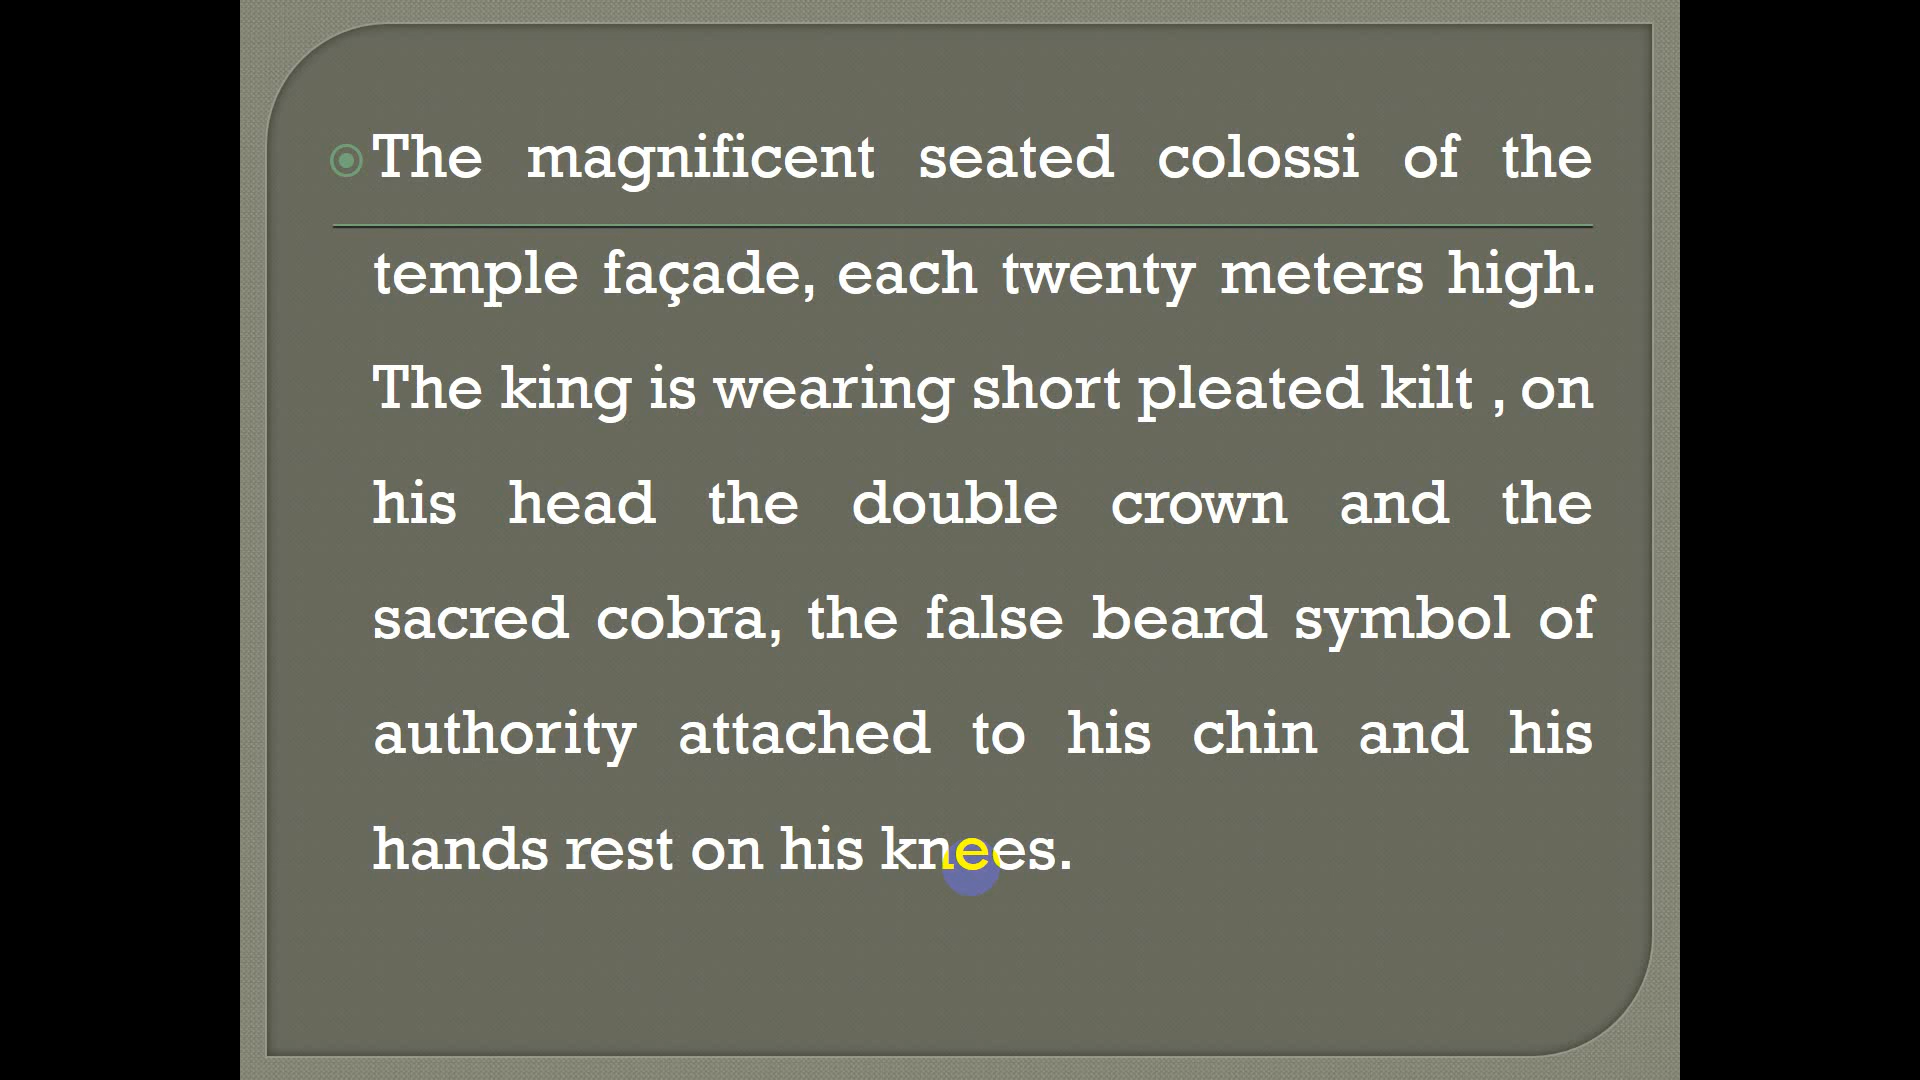 The magnificent seated colossi of the
temple façade, each twenty meters high.
The king is wearing short pleated kilt , on
his head the double crown and the
sacred cobra, the false beard symbol of
authority attached to his chin and his
hands rest on his knees.